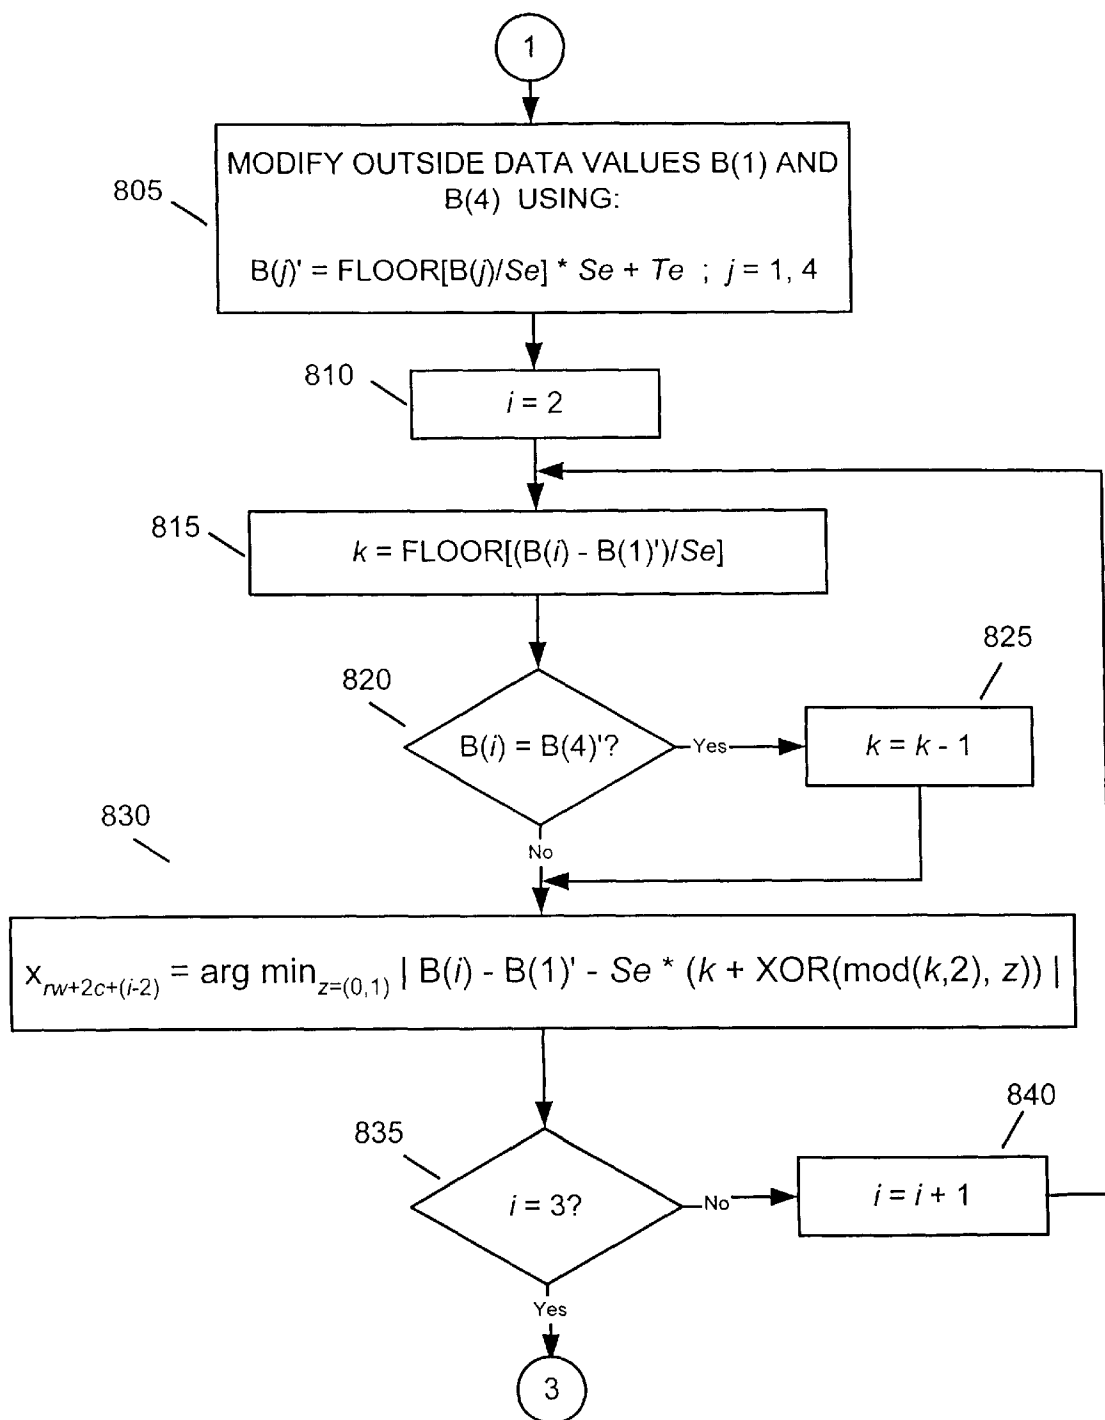 1
805
MODIFY OUTSIDE DATA VALUES B(1) AND
B(4) USING:
B(j)' = FLOOR[B(j)/Se] * Se + Te ; j = 1, 4
810
i = 2
815
k = FLOOR[(B(i) - B(1)')/Se]
820
B(i) = B(4)'?
Yes
825
k = k - 1
No
830
x_{rw+2c+(i-2)} = arg min_{z=(0,1)} | B(i) - B(1)' - Se * (k + XOR(mod(k,2), z)) |
835
i = 3?
No
840
i = i + 1
Yes
3